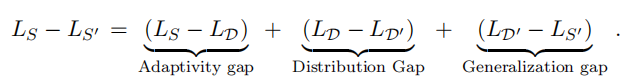 L_S − L_{S′} = (L_S − L_𝒟) + (L_𝒟 − L_{𝒟′}) + (L_{𝒟′} − L_{S′}) .
Adaptivity gap Distribution Gap Generalization gap